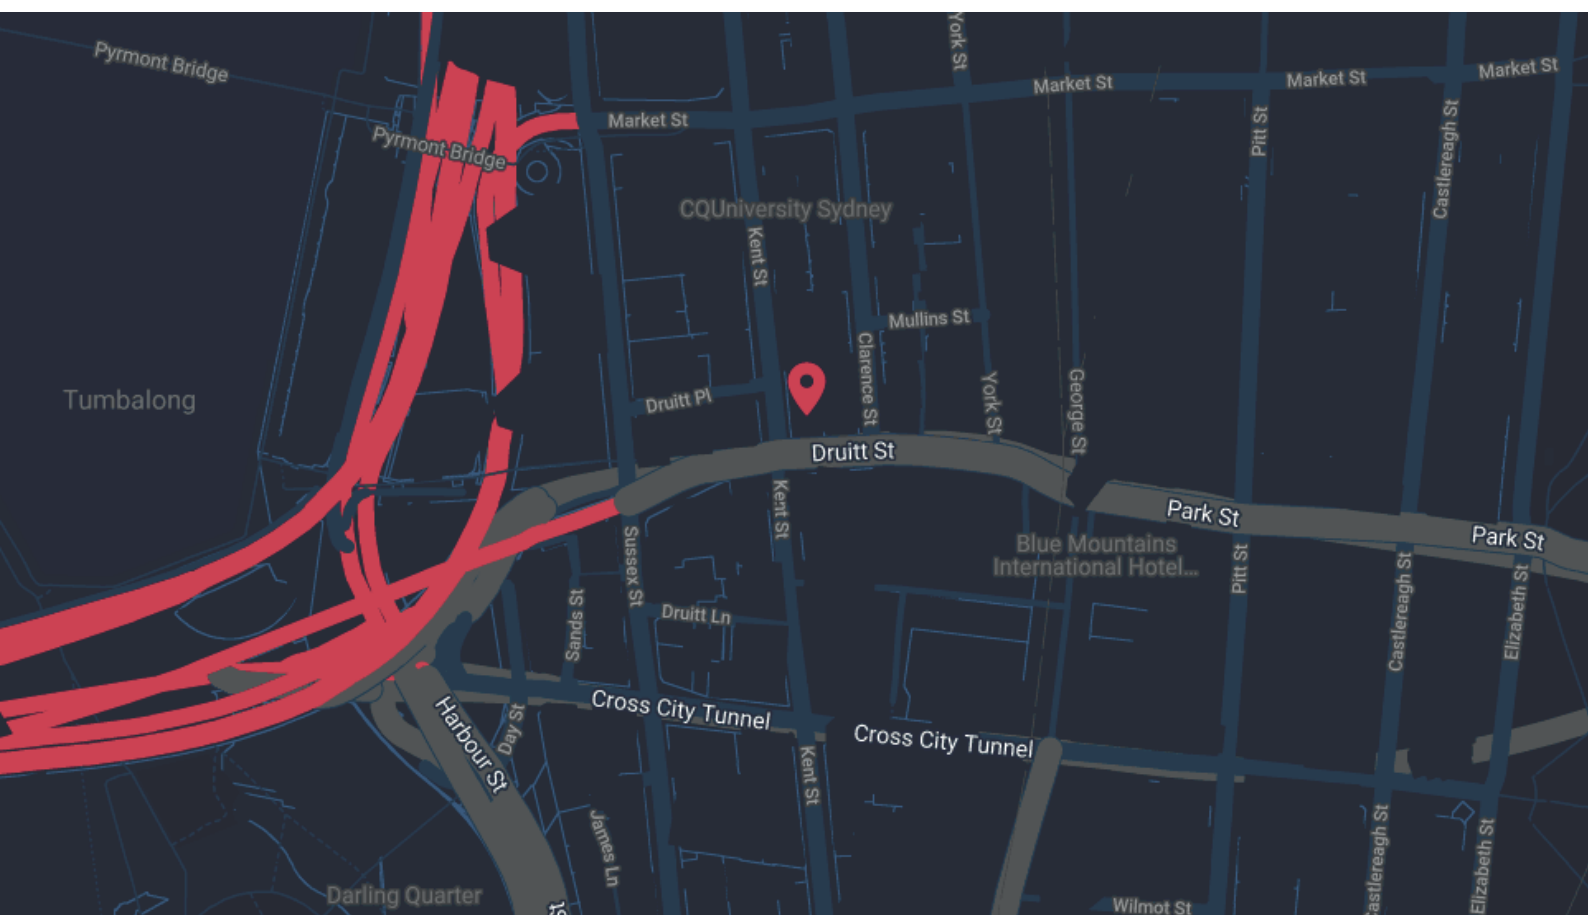 York St
Pyrmont Bridge
Market St
Market St
Market St
Market St
Pyrmont Bridge
Pitt St
Castlereagh St
CQUniversity Sydney
Kent St
Mullins St
Clarence St
York St
George St
Tumbalong
Druitt Pl
Druitt St
Kent St
Park St
Park St
Sussex St
Blue Mountains
International Hotel...
Pitt St
Castlereagh St
Elizabeth St
Sands St
Druitt Ln
Cross City Tunnel
Cross City Tunnel
Harbour St
Day St
Kent St
James Ln
Castlereagh St
Elizabeth St
Darling Quarter
Wilmot St